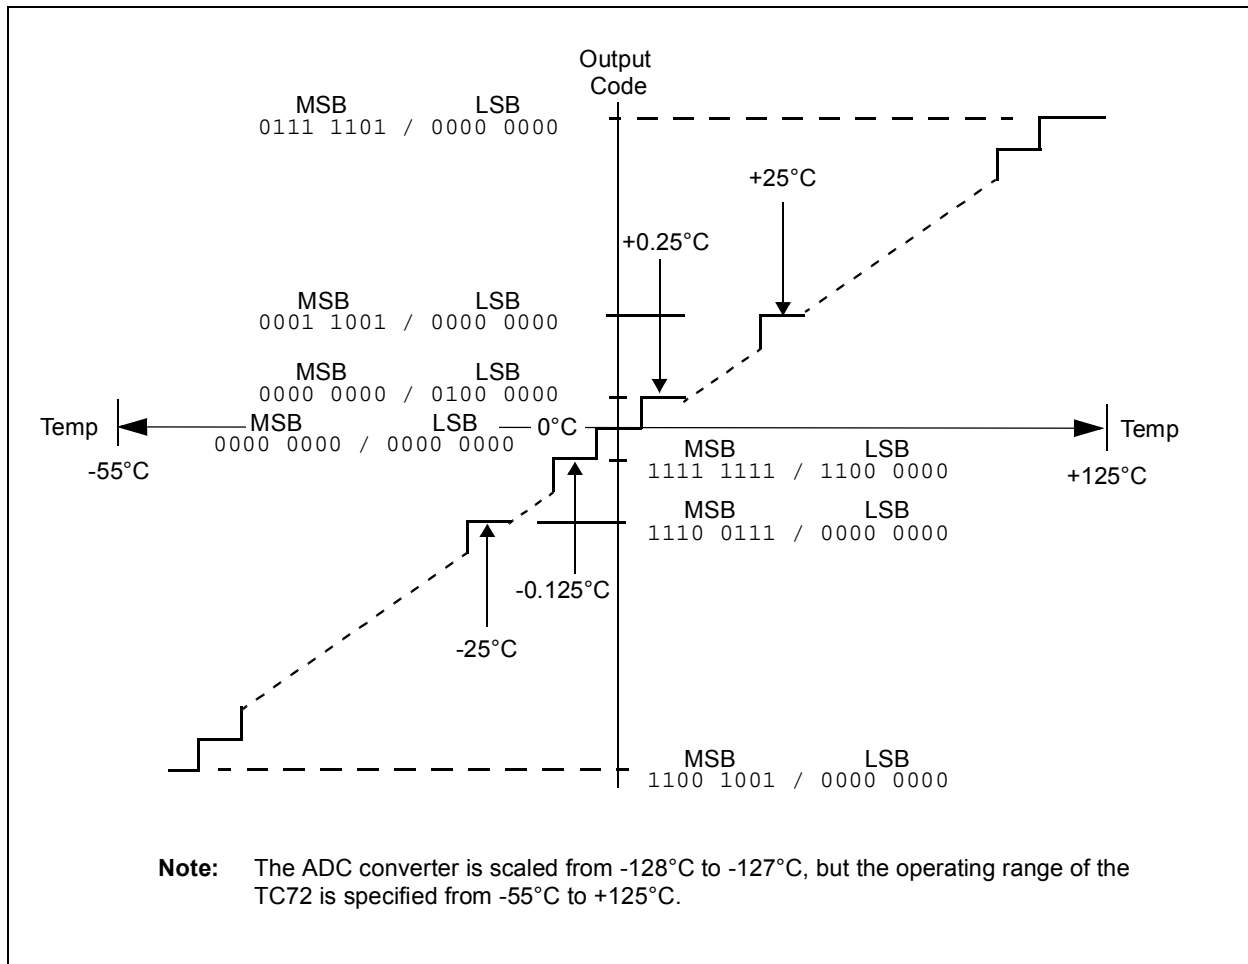 Output
Code
MSB LSB
0111 1101 / 0000 0000
+25°C
+0.25°C
MSB LSB
0001 1001 / 0000 0000
MSB LSB
0000 0000 / 0100 0000
Temp MSB LSB 0°C Temp
0000 0000 / 0000 0000
-55°C +125°C
MSB LSB
1111 1111 / 1100 0000
MSB LSB
1110 0111 / 0000 0000
-0.125°C
-25°C
MSB LSB
1100 1001 / 0000 0000
Note: The ADC converter is scaled from -128°C to -127°C, but the operating range of the
TC72 is specified from -55°C to +125°C.